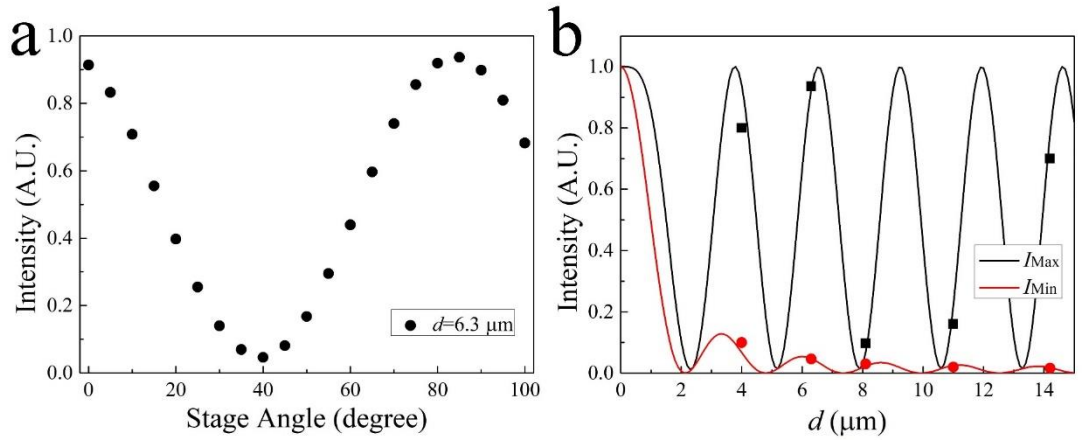 a
1.0
0.8
0.6
0.4
0.2
0.0
Intensity (A.U.)
d=6.3 μm
0 20 40 60 80 100
Stage Angle (degree)
b
1.0
0.8
0.6
0.4
0.2
0.0
Intensity (A.U.)
IMax
IMin
0 2 4 6 8 10 12 14
d (μm)